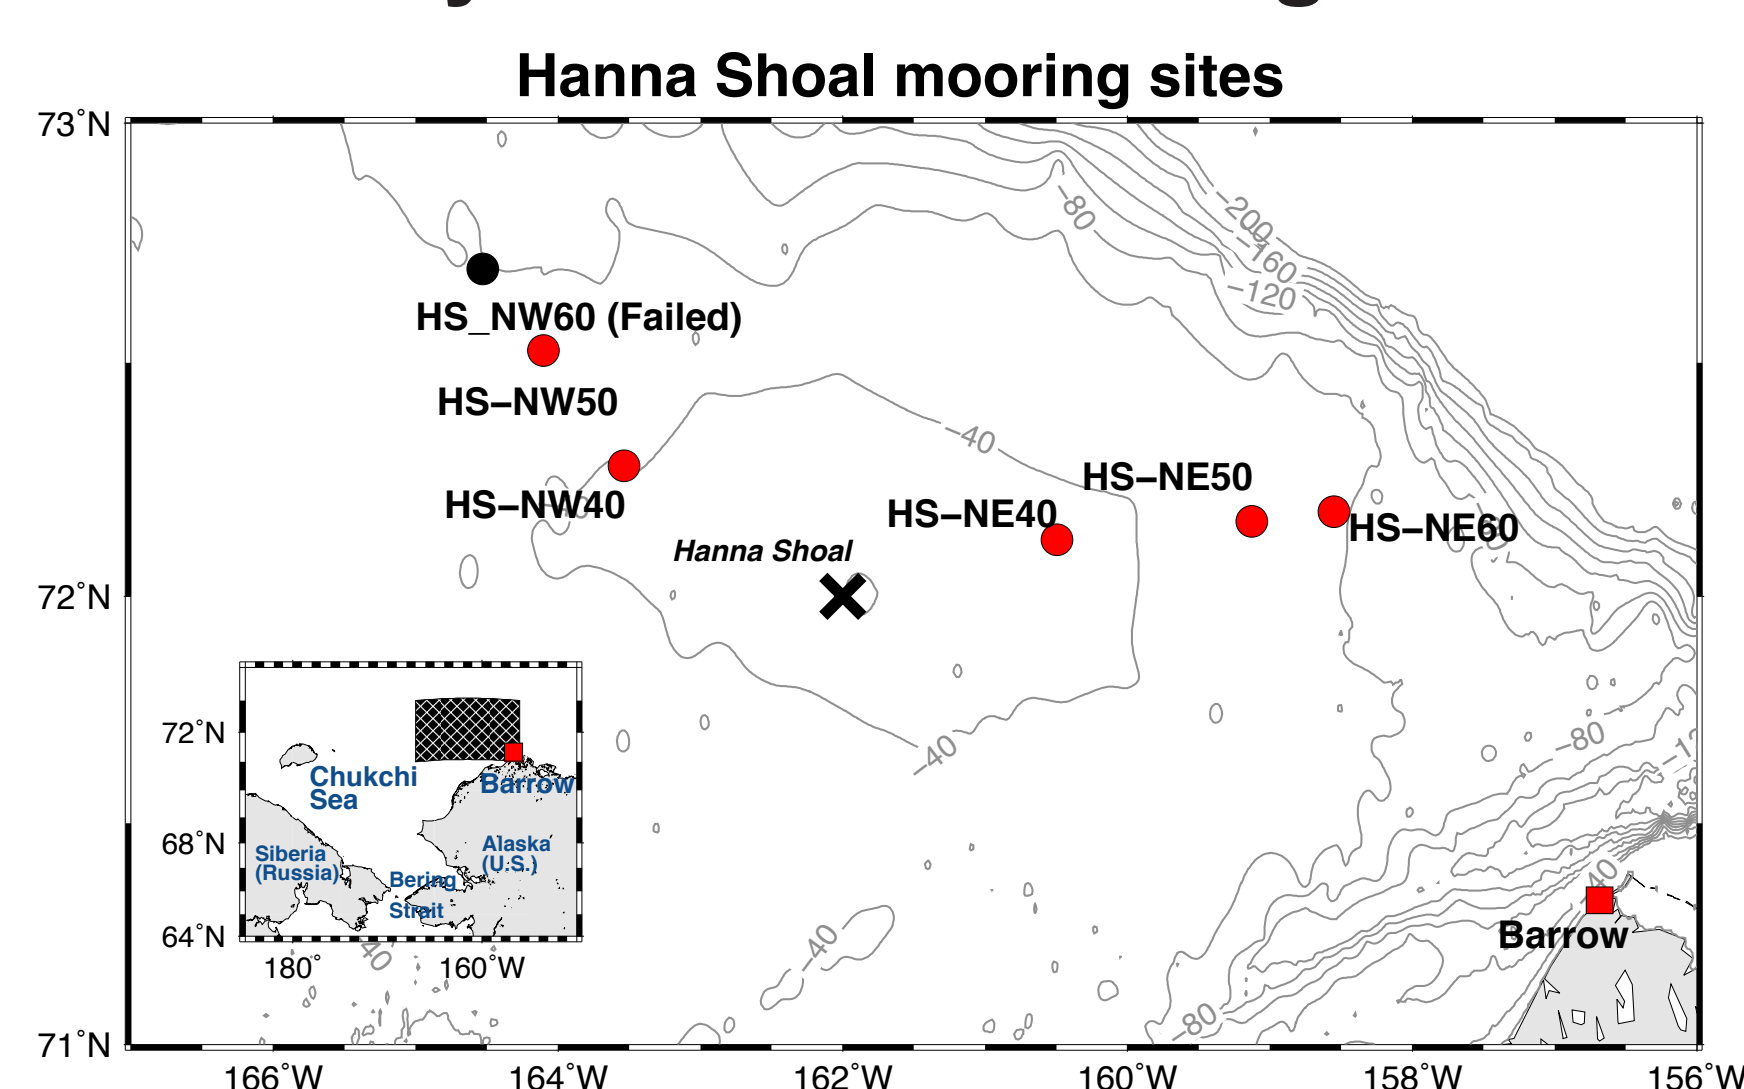 Hanna Shoal mooring sites
73°N
−200
−80
−160
−120
HS_NW60 (Failed)
HS−NW50
−40
HS−NE50
HS−NW40
HS−NE40
HS−NE60
Hanna Shoal
72°N
72°N
−80
−40
Chukchi
Sea
Barrow
68°N
Alaska
(U.S.)
Siberia
(Russia)
Bering
Strait
40
Barrow
64°N
−40
40
180°
160°W
−80
71°N
166°W
164°W
162°W
160°W
158°W
156°W